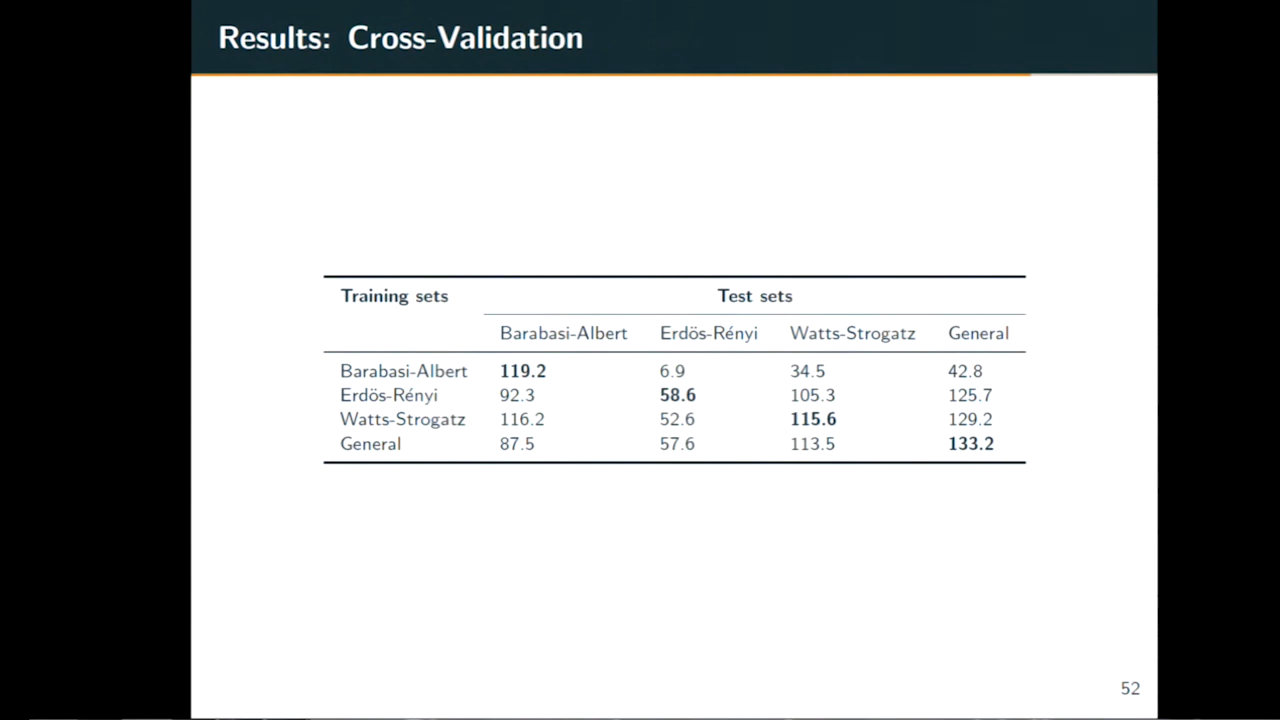 Results: Cross-Validation
Training sets Test sets
Barabasi-Albert Erdös-Rényi Watts-Strogatz General
Barabasi-Albert 119.2 6.9 34.5 42.8
Erdös-Rényi 92.3 58.6 105.3 125.7
Watts-Strogatz 116.2 52.6 115.6 129.2
General 87.5 57.6 113.5 133.2
52